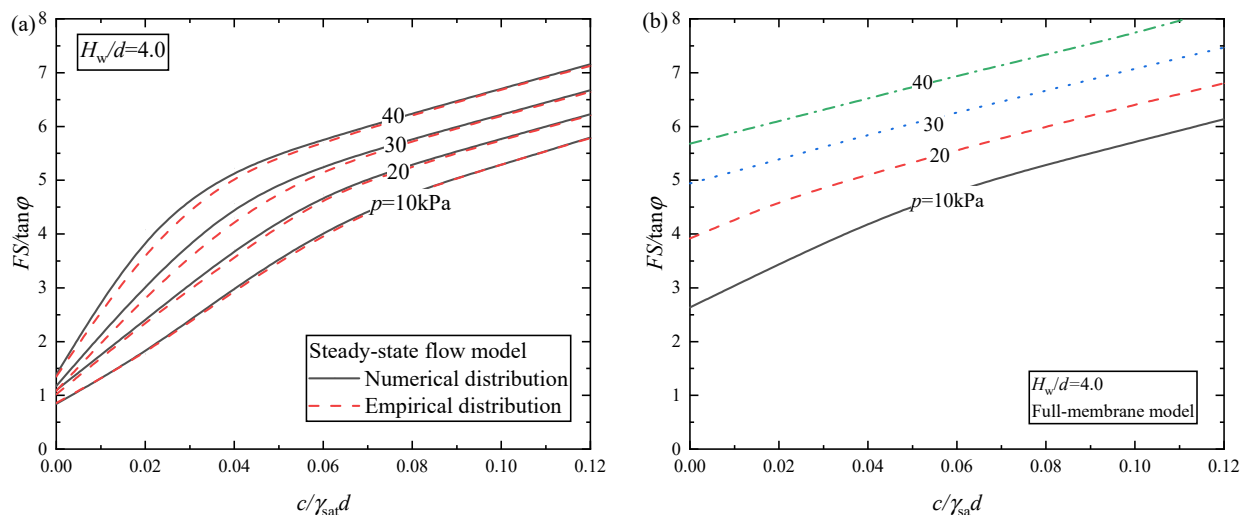 (a)
H_w/d=4.0
FS/tanφ
8
7
6
5
4
3
2
1
0
40
30
20
p=10kPa
Steady-state flow model
Numerical distribution
Empirical distribution
0.00 0.02 0.04 0.06 0.08 0.10 0.12
c/γ_sat d
(b)
FS/tanφ
8
7
6
5
4
3
2
1
0
40
30
20
p=10kPa
H_w/d=4.0
Full-membrane model
0.00 0.02 0.04 0.06 0.08 0.10 0.12
c/γ_sa d